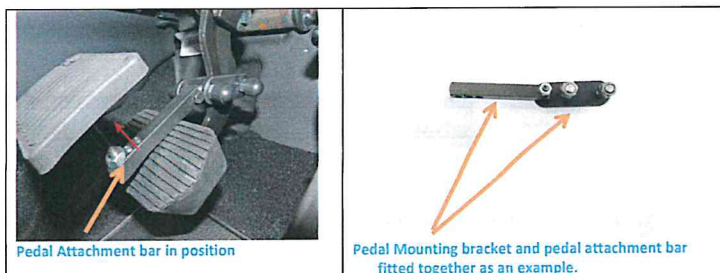 Pedal Attachment bar in position
Pedal Mounting bracket and pedal attachment bar
fitted together as an example.